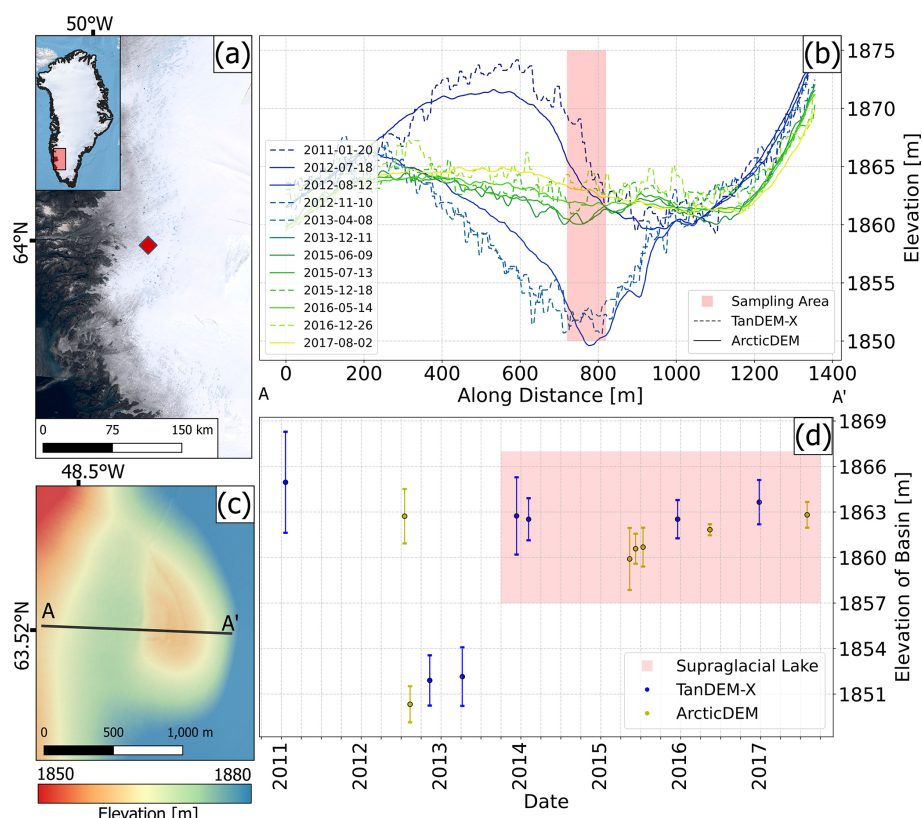 50°W
(a)
64°N
0 75 150 km
(b)
1875
1870
1865
1860
1855
1850
Elevation [m]
2011-01-20
2012-07-18
2012-08-12
2012-11-10
2013-04-08
2013-12-11
2015-06-09
2015-07-13
2015-12-18
2016-05-14
2016-12-26
2017-08-02
Sampling Area
TanDEM-X
ArcticDEM
0 200 400 600 800 1000 1200 1400
A Along Distance [m] A'
48.5°W
(c)
63.52°N
A A'
0 500 1,000 m
1850 1880
Elevation [m]
(d)
1869
1866
1863
1860
1857
1854
1851
Elevation of Basin [m]
Supraglacial Lake
TanDEM-X
ArcticDEM
2011 2012 2013 2014 2015 2016 2017
Date